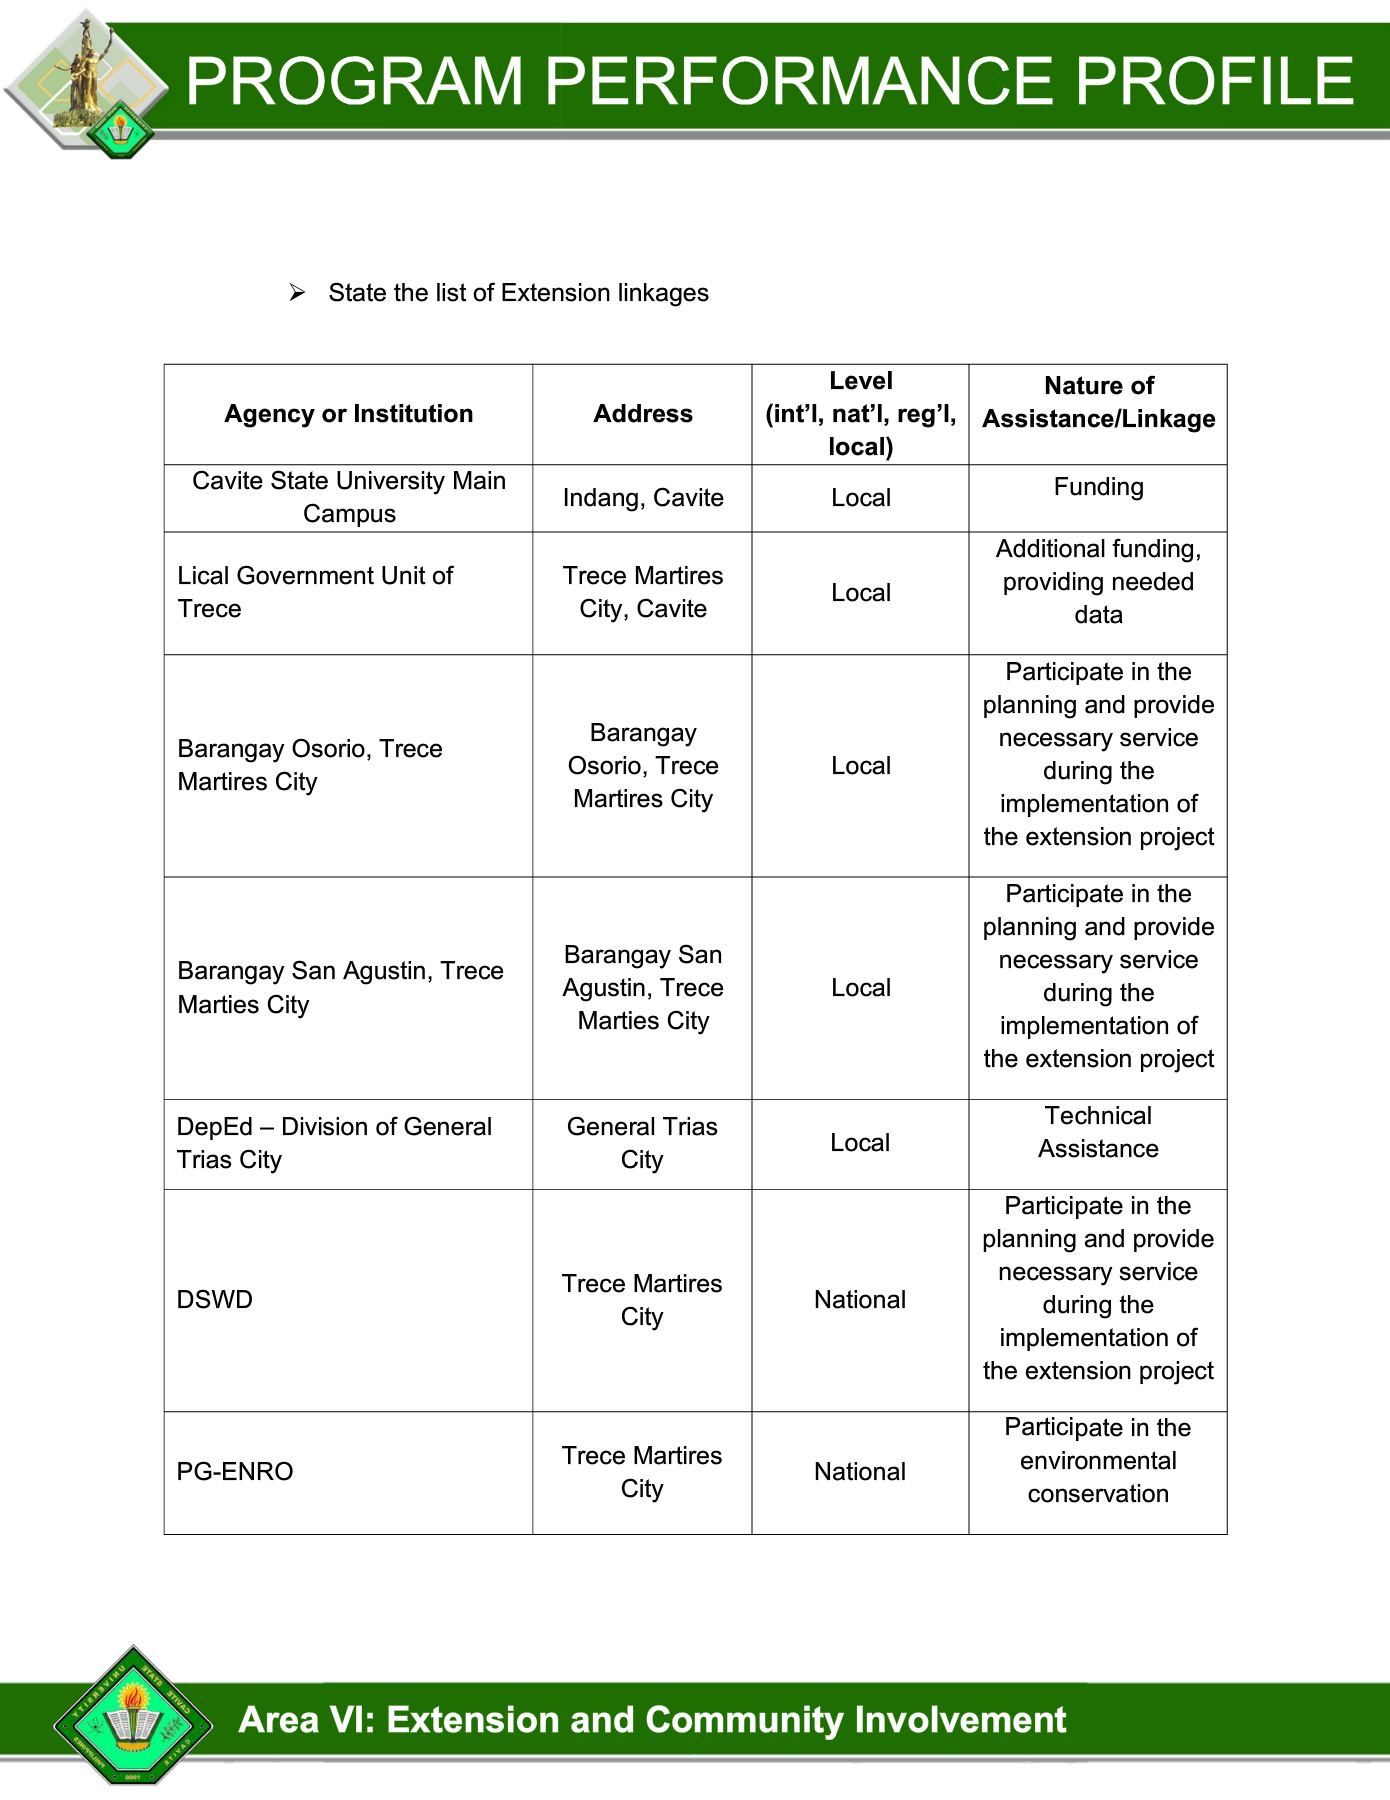 PROGRAM PERFORMANCE PROFILE
➢ State the list of Extension linkages
Agency or Institution
Address
Level
(int’l, nat’l, reg’l,
local)
Nature of
Assistance/Linkage
Cavite State University Main
Campus
Indang, Cavite
Local
Funding
Lical Government Unit of
Trece
Trece Martires
City, Cavite
Local
Additional funding,
providing needed
data
Barangay Osorio, Trece
Martires City
Barangay
Osorio, Trece
Martires City
Local
Participate in the
planning and provide
necessary service
during the
implementation of
the extension project
Barangay San Agustin, Trece
Marties City
Barangay San
Agustin, Trece
Marties City
Local
Participate in the
planning and provide
necessary service
during the
implementation of
the extension project
DepEd – Division of General
Trias City
General Trias
City
Local
Technical
Assistance
DSWD
Trece Martires
City
National
Participate in the
planning and provide
necessary service
during the
implementation of
the extension project
PG-ENRO
Trece Martires
City
National
Participate in the
environmental
conservation
CAVITE STATE UNIVERSITY
CAVITE
PHILIPPINES
Area VI: Extension and Community Involvement